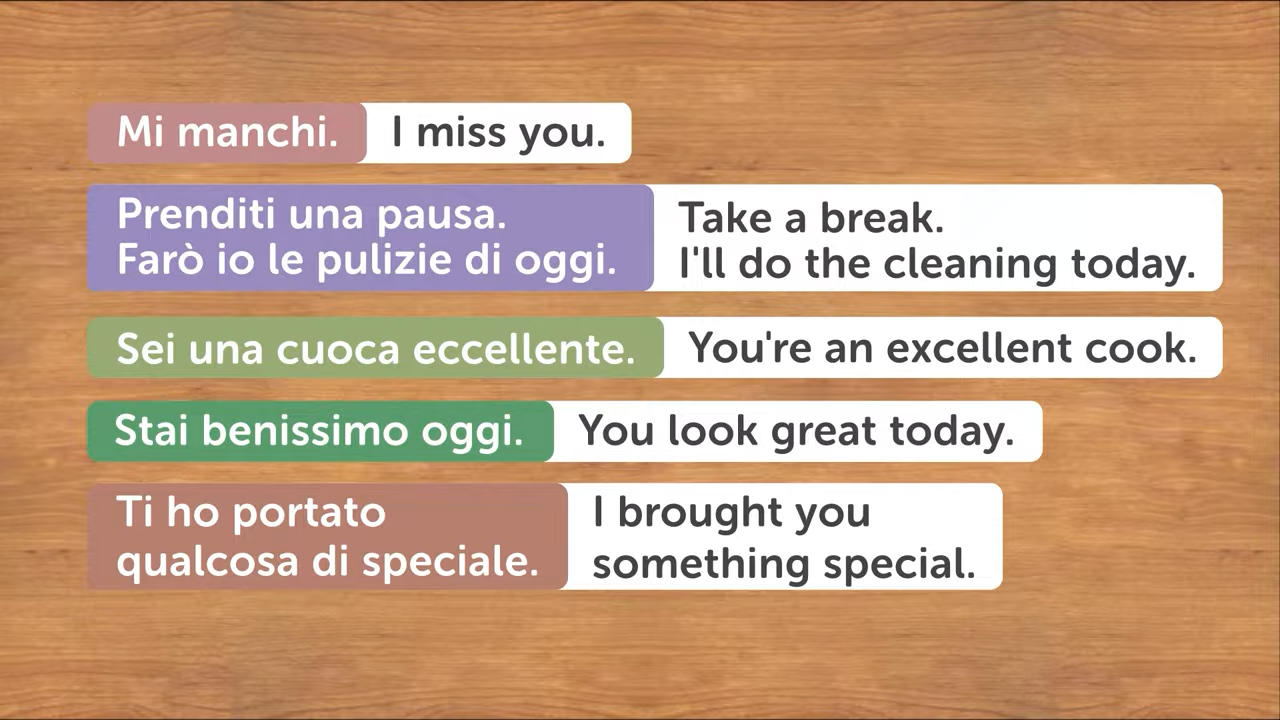 Mi manchi. I miss you.
Prenditi una pausa.
Farò io le pulizie di oggi.
Take a break.
I'll do the cleaning today.
Sei una cuoca eccellente. You're an excellent cook.
Stai benissimo oggi. You look great today.
Ti ho portato
qualcosa di speciale.
I brought you
something special.